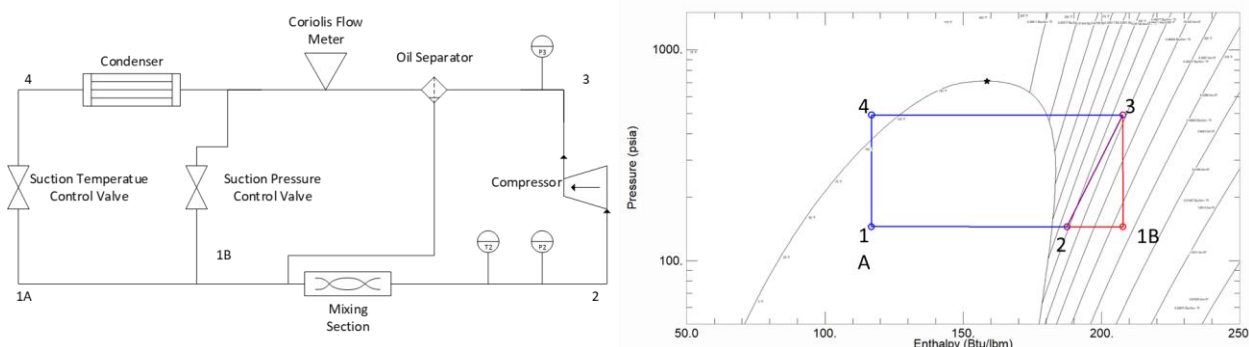 Coriolis Flow
Meter
P3
Condenser
Oil Separator
4
3
Suction Temperatue
Control Valve
Suction Pressure
Control Valve
Compressor
1B
T2
P2
1A
Mixing
Section
2
1000.
100.
Pressure (psia)
4
3
1
A
2
1B
50.0
100.
150.
200.
250
Enthalpy (Btu/lbm)